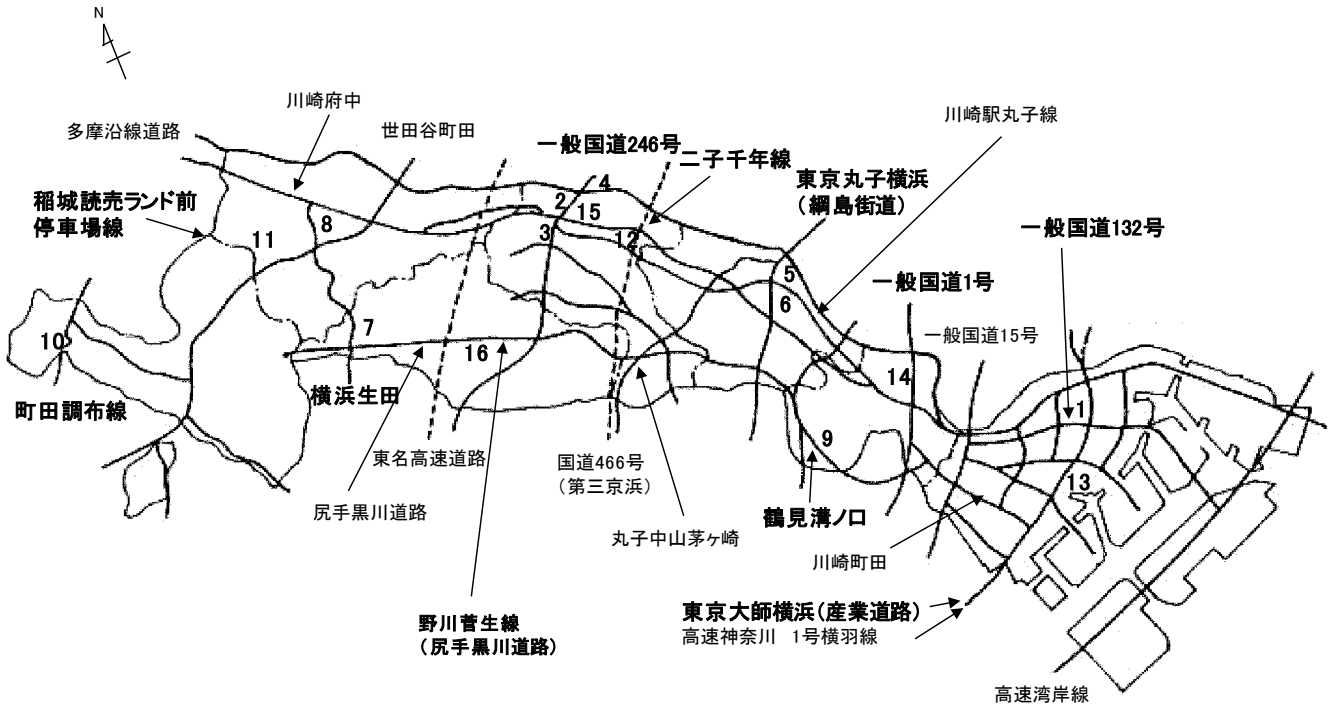 N
川崎府中
多摩沿線道路
世田谷町田
一般国道246号
二子千年線
川崎駅丸子線
稲城読売ランド前
停車場線
東京丸子横浜
(綱島街道)
一般国道132号
一般国道1号
一般国道15号
4
2
15
8
11
3
12
5
6
10
7
16
14
1
9
13
町田調布線
横浜生田
東名高速道路
国道466号
(第三京浜)
尻手黒川道路
鶴見溝ノ口
丸子中山茅ヶ崎
川崎町田
野川菅生線
(尻手黒川道路)
東京大師横浜(産業道路)
高速神奈川 1号横羽線
高速湾岸線